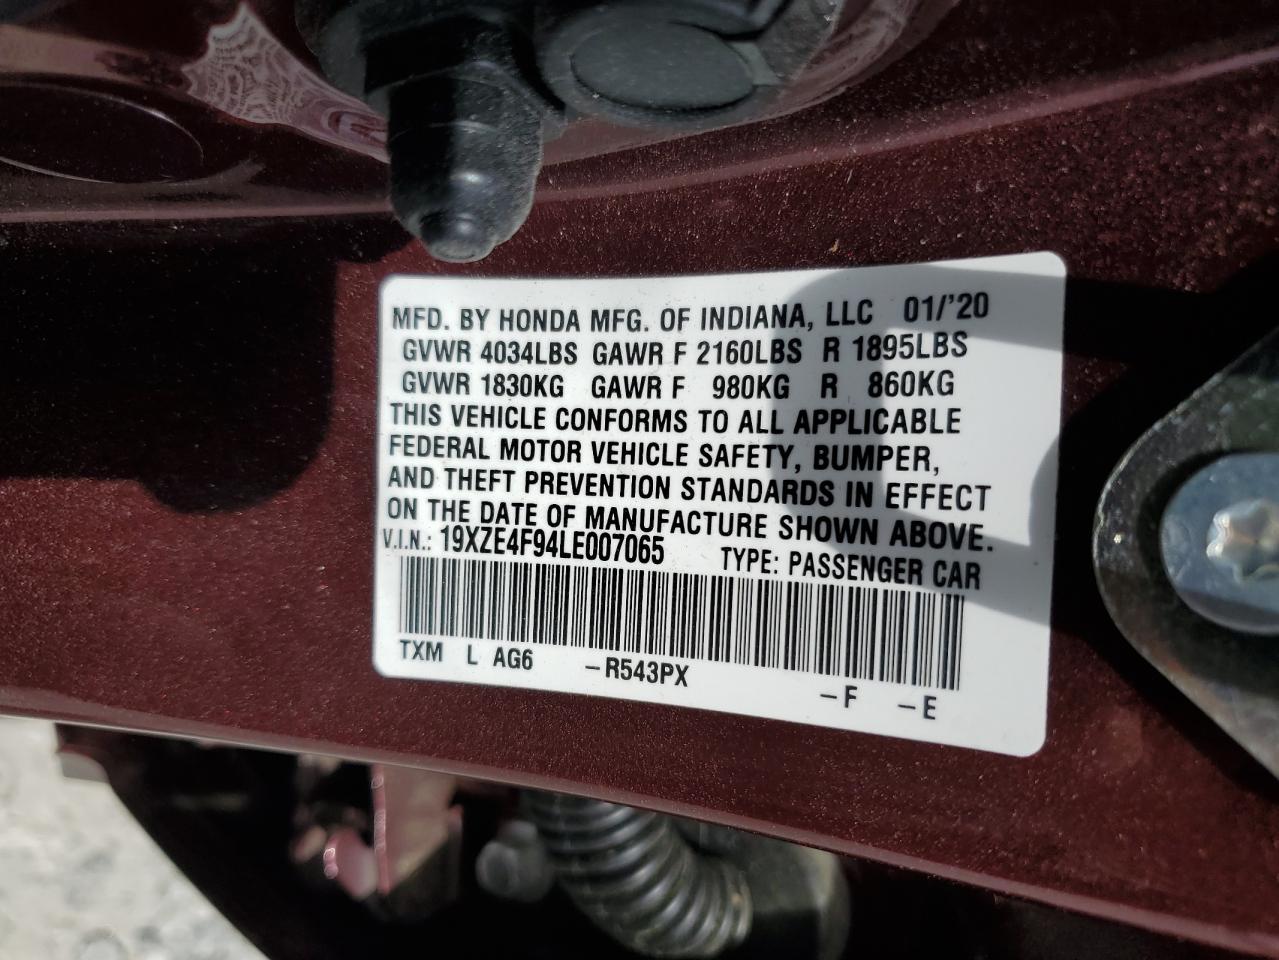 MFD. BY HONDA MFG. OF INDIANA, LLC 01/'20
GVWR 4034LBS GAWR F 2160LBS R 1895LBS
GVWR 1830KG GAWR F 980KG R 860KG
THIS VEHICLE CONFORMS TO ALL APPLICABLE
FEDERAL MOTOR VEHICLE SAFETY, BUMPER,
AND THEFT PREVENTION STANDARDS IN EFFECT
ON THE DATE OF MANUFACTURE SHOWN ABOVE.
V.I.N.: 19XZE4F94LE007065 TYPE: PASSENGER CAR
TXM L AG6 –R543PX –F –E